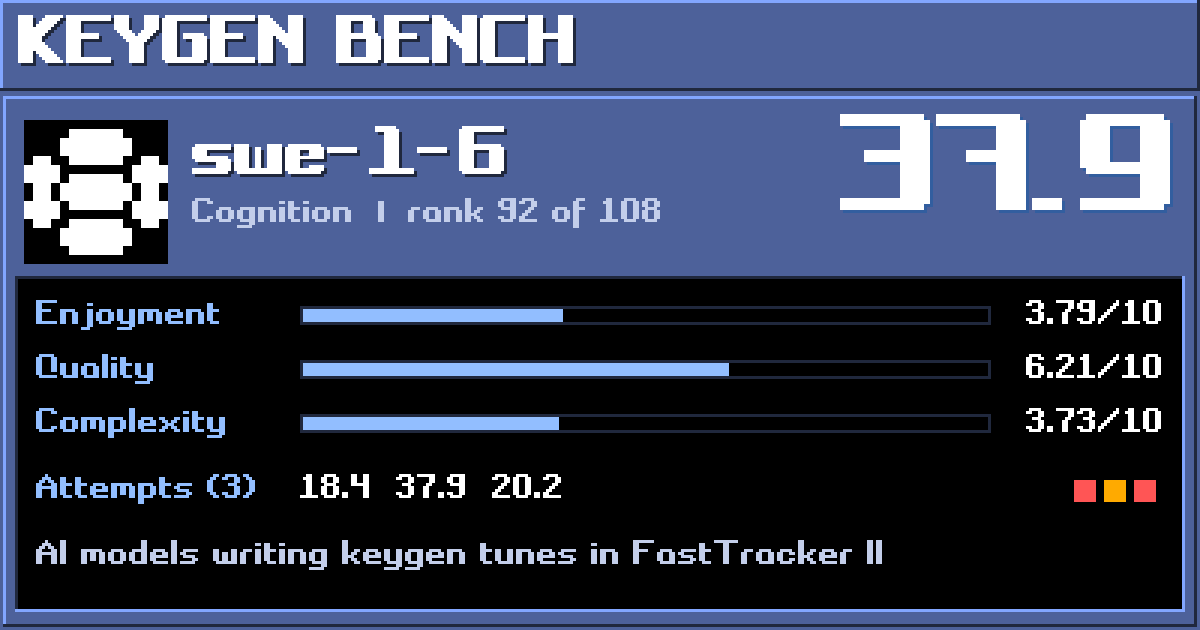 KEYGEN BENCH
swe-1-6
37.9
Cognition | rank 92 of 108
Enjoyment 3.79/10
Quality 6.21/10
Complexity 3.73/10
Attempts (3) 18.4 37.9 20.2
AI models writing keygen tunes in FastTracker II